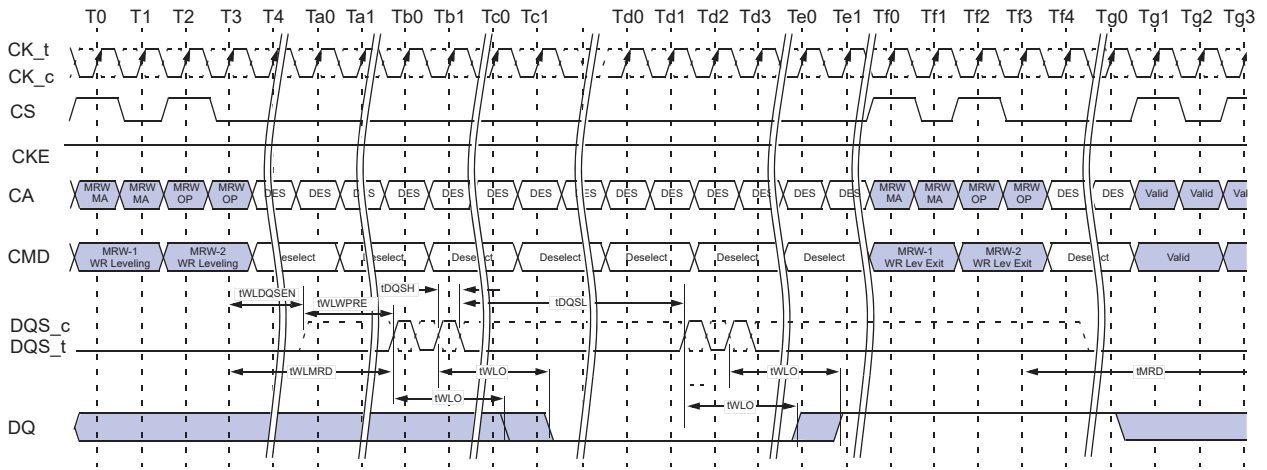 T0 T1 T2 T3 T4 Ta0 Ta1 Tb0 Tb1 Tc0 Tc1 Td0 Td1 Td2 Td3 Te0 Te1 Tf0 Tf1 Tf2 Tf3 Tf4 Tg0 Tg1 Tg2 Tg3
CK_t
CK_c
CS
CKE
CA
MRW MA
MRW MA
MRW OP
MRW OP
DES DES DES DES DES DES DES DES DES DES DES DES DES DES
MRW MA
MRW MA
MRW OP
MRW OP
DES DES Valid Valid Val
CMD
MRW-1
WR Leveling
MRW-2
WR Leveling
Deselect Deselect Deselect Deselect Deselect Deselect Deselect
MRW-1
WR Lev Exit
MRW-2
WR Lev Exit
Deselect Valid
tWLDQSEN
tWLWPRE
tDQSH
tDQSL
DQS_c
DQS_t
tWLMRD
tWLO
tWLO
tMRD
tWLO
tWLO
DQ